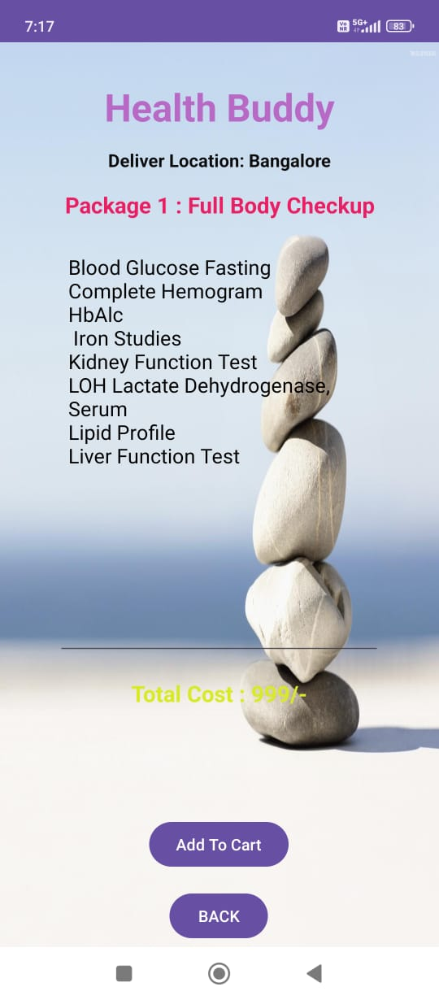 7:17
Vo
NR
5G+
83
Health Buddy
Deliver Location: Bangalore
Package 1 : Full Body Checkup
Blood Glucose Fasting
Complete Hemogram
HbAlc
Iron Studies
Kidney Function Test
LOH Lactate Dehydrogenase,
Serum
Lipid Profile
Liver Function Test
Total Cost : 999/-
Add To Cart
BACK